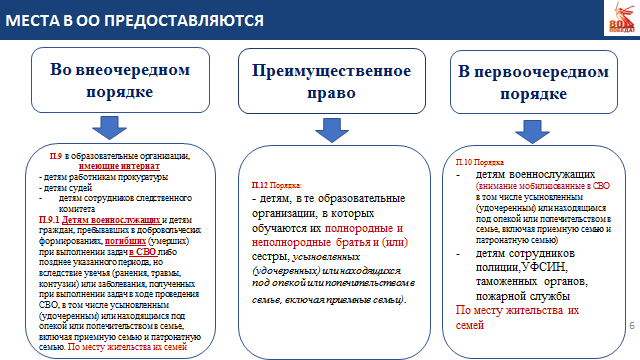 МЕСТА В ОО ПРЕДОСТАВЛЯЮТСЯ
80
ПОБЕДА!
Во внеочередном
порядке
Преимущественное
право
В первоочередном
порядке
П.9 в образовательные организации,
имеющие интернат
- детям работникам прокуратуры
- детям судей
- детям сотрудников следственного
комитета
П.9.1 Детям военнослужащих и детям
граждан, пребывавших в добровольческих
формированиях, погибших (умерших)
при выполнении задач в СВО либо
позднее указанного периода, но
вследствие увечья (ранения, травмы,
контузии) или заболевания, полученных
при выполнении задач в ходе проведения
СВО, в том числе усыновленным
(удочеренным) или находящимся под
опекой или попечительством в семье,
включая приемную семью и патронатную
семью. По месту жительства их семей
П.12 Порядка:
- детям, в те образовательные
организации, в которых
обучаются их полнородные и
неполнородные братья и (или)
сестры, усыновленных
(удочеренных) или находящихся
под опекой или попечительством в
семье, включая приемные семьи).
П.10 Порядка
- детям военнослужащих
(внимание мобилизованные в СВО
в том числе усыновленным
(удочеренным) или находящимся
под опекой или попечительством в
семье, включая приемную семью и
патронатную семью)
- детям сотрудников
полиции,УФСИН,
таможенных органов,
пожарной службы
По месту жительства их
семей
6